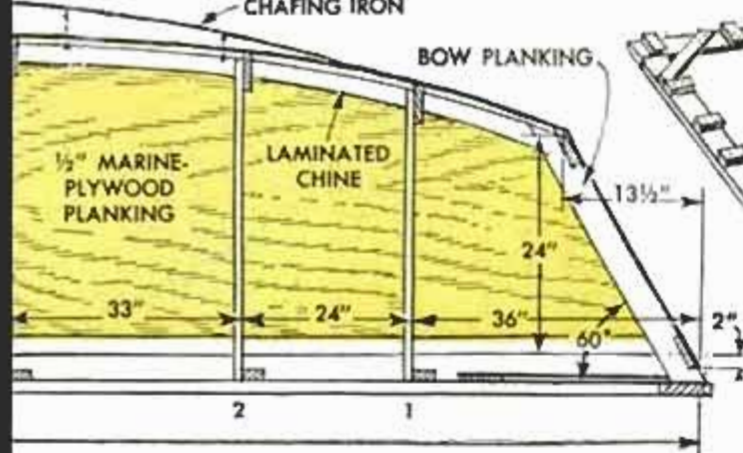 CHAFING IRON
BOW PLANKING
½" MARINE-
PLYWOOD
PLANKING
LAMINATED
CHINE
13½"
24"
33"
24"
36"
60°
2"
2
1